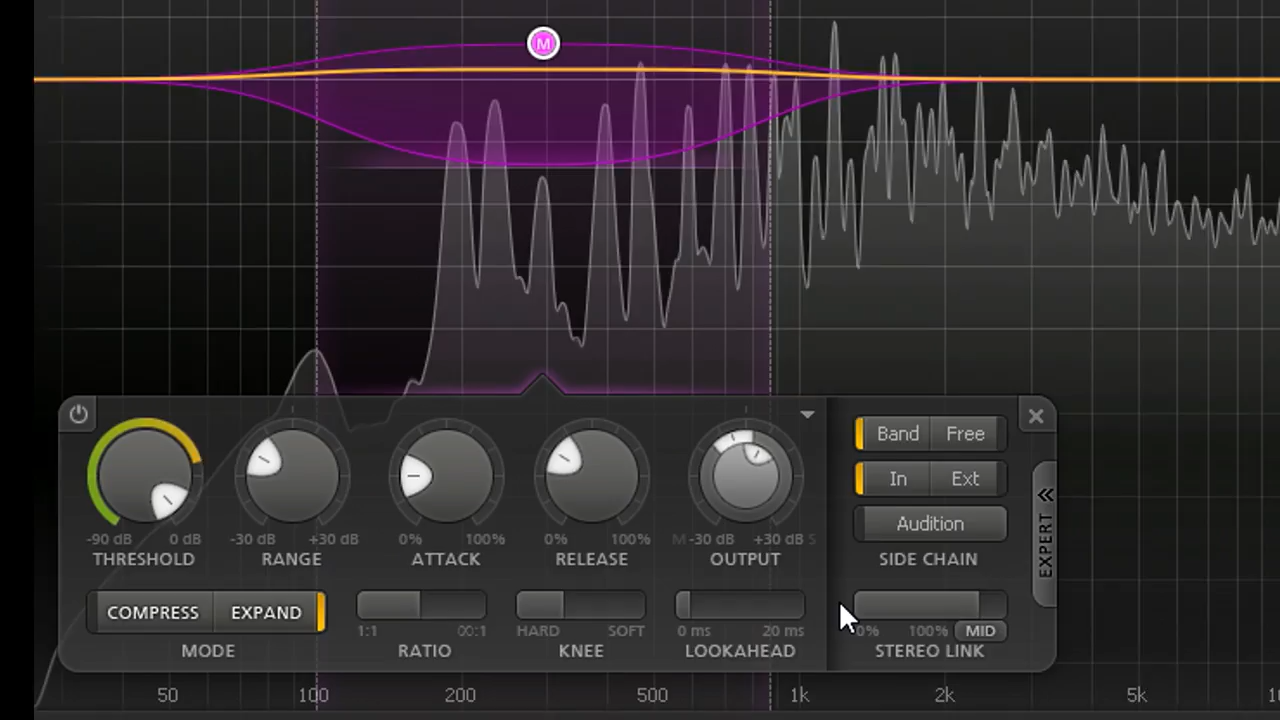 M
Band Free
In Ext
Audition
-90 dB 0 dB -30 dB +30 dB 0% 100% 0% 100% M -30 dB +30 dB S
THRESHOLD RANGE ATTACK RELEASE OUTPUT SIDE CHAIN
EXPERT
COMPRESS EXPAND
1:1 ∞:1 HARD SOFT 0 ms 20 ms 0% 100% MID
MODE RATIO KNEE LOOKAHEAD STEREO LINK
50 100 200 500 1k 2k 5k